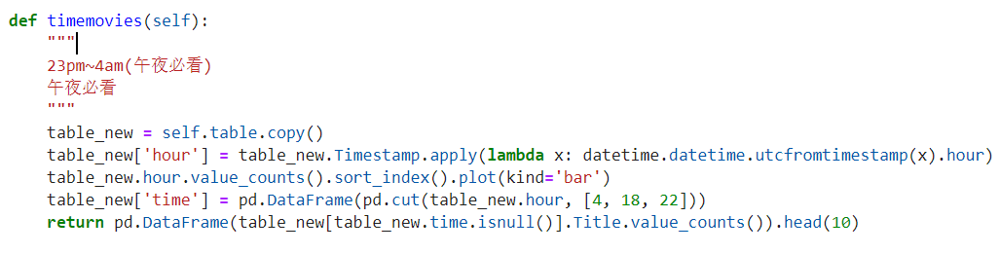 def timemovies(self):
    """
    23pm~4am(午夜必看)
    午夜必看
    """
    table_new = self.table.copy()
    table_new['hour'] = table_new.Timestamp.apply(lambda x: datetime.datetime.utcfromtimestamp(x).hour)
    table_new.hour.value_counts().sort_index().plot(kind='bar')
    table_new['time'] = pd.DataFrame(pd.cut(table_new.hour, [4, 18, 22]))
    return pd.DataFrame(table_new[table_new.time.isnull()].Title.value_counts()).head(10)